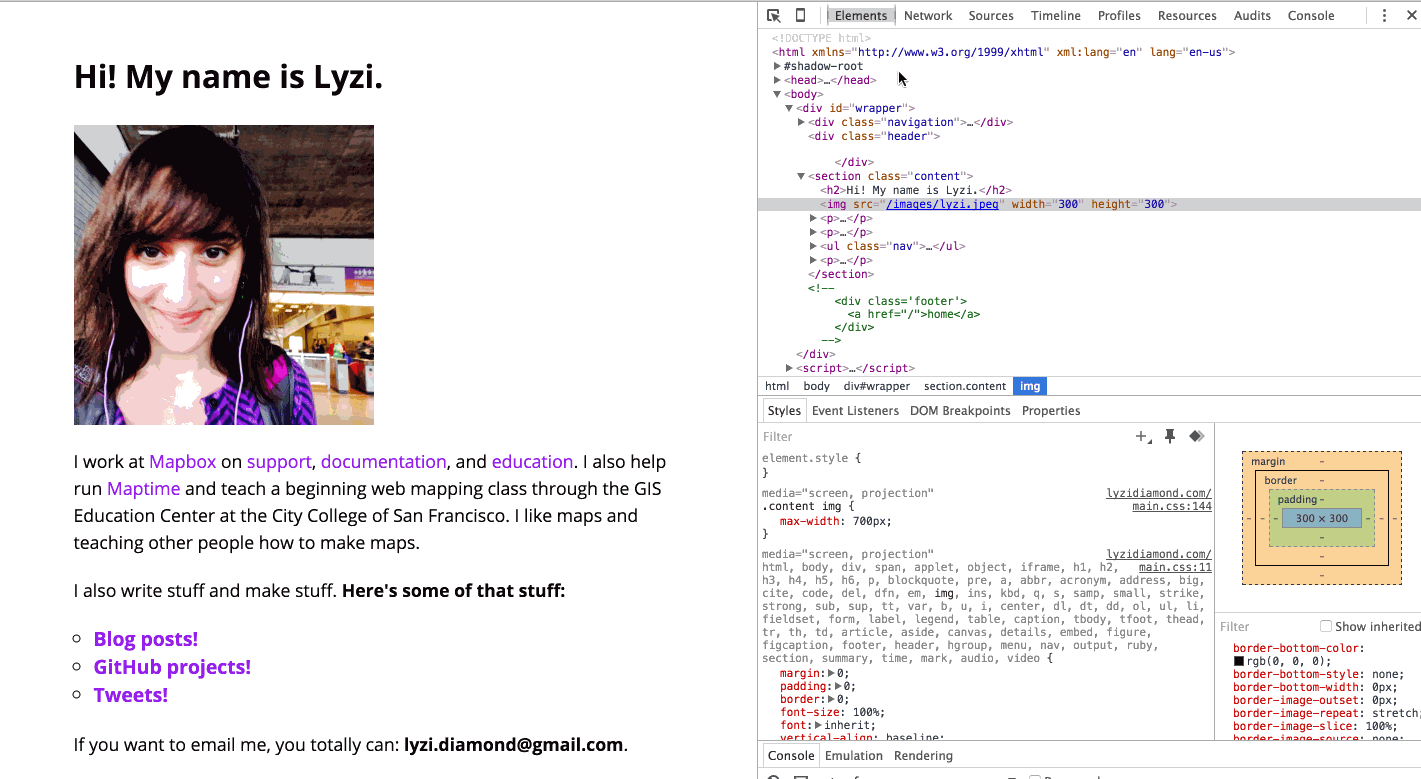 Hi! My name is Lyzi.
I work at Mapbox on support, documentation, and education. I also help
run Maptime and teach a beginning web mapping class through the GIS
Education Center at the City College of San Francisco. I like maps and
teaching other people how to make maps.
I also write stuff and make stuff. Here's some of that stuff:
Blog posts!
GitHub projects!
Tweets!
If you want to email me, you totally can: lyzi.diamond@gmail.com.
Elements Network Sources Timeline Profiles Resources Audits Console
<!DOCTYPE html>
<html xmlns="http://www.w3.org/1999/xhtml" xml:lang="en" lang="en-us">
#shadow-root
<head>…</head>
<body>
<div id="wrapper">
<div class="navigation">…</div>
<div class="header">
</div>
<section class="content">
<h2>Hi! My name is Lyzi.</h2>
<img src="/images/lyzi.jpeg" width="300" height="300">
<p>…</p>
<p>…</p>
<ul class="nav">…</ul>
<p>…</p>
</section>
<!--
<div class='footer'>
<a href="/">home</a>
</div>
-->
</div>
<script>…</script>
html body div#wrapper section.content img
Styles Event Listeners DOM Breakpoints Properties
Filter
element.style {
}
media="screen, projection" lyzidiamond.com/
.content img { main.css:144
max-width: 700px;
}
media="screen, projection" lyzidiamond.com/
html, body, div, span, applet, object, iframe, h1, h2, main.css:11
h3, h4, h5, h6, p, blockquote, pre, a, abbr, acronym, address, big,
cite, code, del, dfn, em, img, ins, kbd, q, s, samp, small, strike,
strong, sub, sup, tt, var, b, u, i, center, dl, dt, dd, ol, ul, li,
fieldset, form, label, legend, table, caption, tbody, tfoot, thead,
tr, th, td, article, aside, canvas, details, embed, figure,
figcaption, footer, header, hgroup, menu, nav, output, ruby,
section, summary, time, mark, audio, video {
margin: 0;
padding: 0;
border: 0;
font-size: 100%;
font: inherit;
vertical-align: baseline;
margin -
border -
padding -
- - - 300 × 300 - - -
-
-
-
Filter Show inherited
border-bottom-color:
rgb(0, 0, 0);
border-bottom-style: none;
border-bottom-width: 0px;
border-image-outset: 0px;
border-image-repeat: stretch;
border-image-slice: 100%;
border-image-source: none;
Console Emulation Rendering